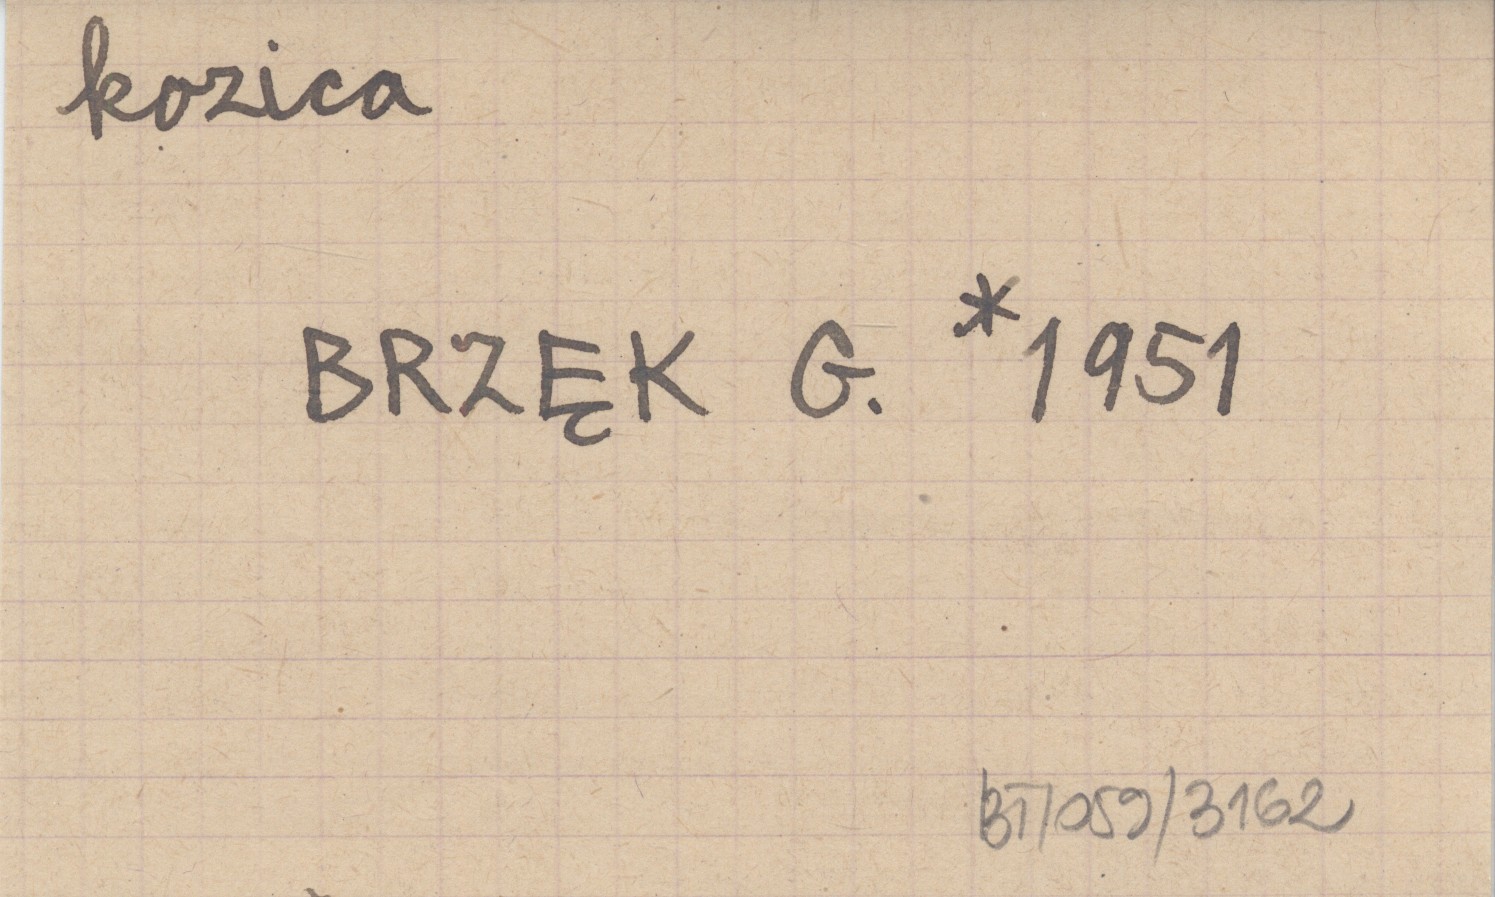 kozica
BRZĘK G. *1951
BT/059/3162